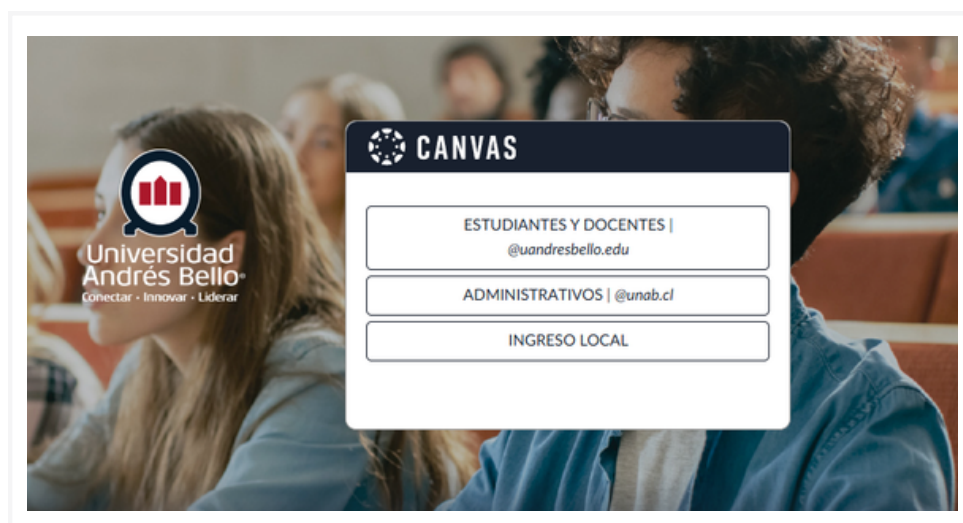 CANVAS
Universidad
Andrés Bello®
Conectar · Innovar · Liderar
ESTUDIANTES Y DOCENTES |
@uandresbello.edu
ADMINISTRATIVOS | @unab.cl
INGRESO LOCAL